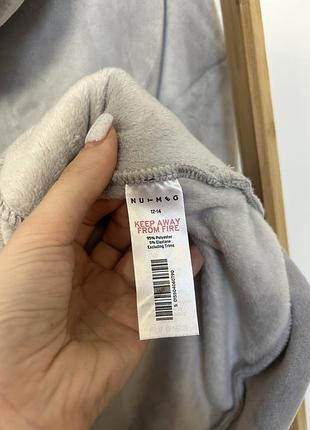 NUTMEG
12-14
KEEP AWAY
FROM FIRE
95% Polyester
5% Elastane
Excluding Trims